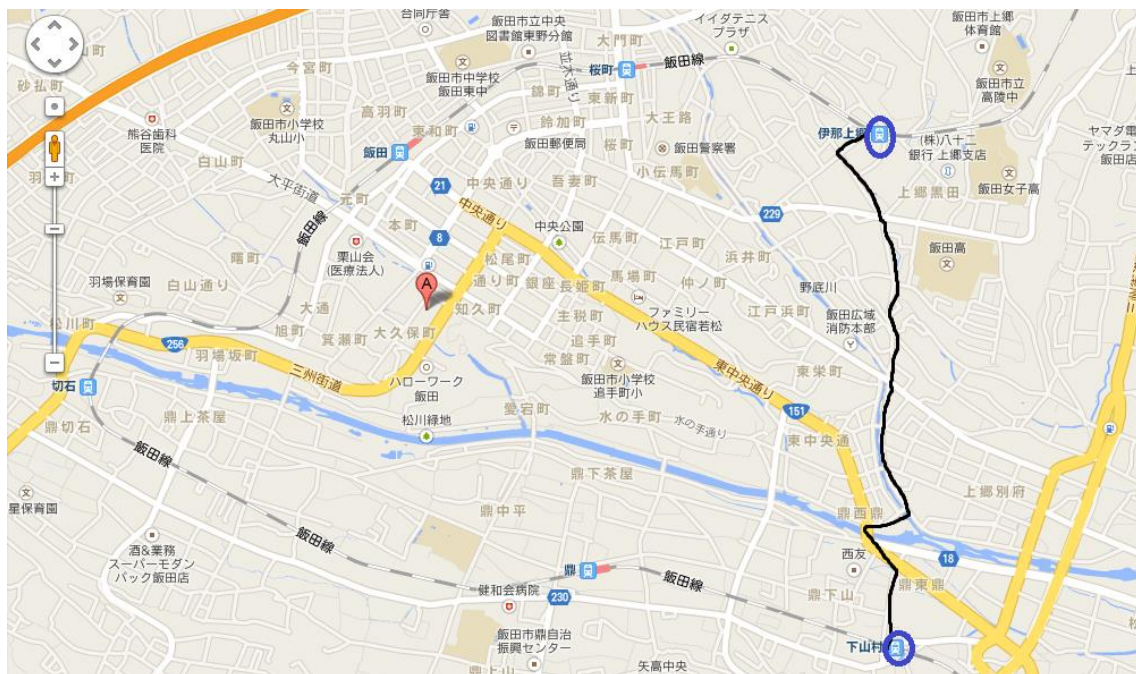 合同庁舎
飯田市立中央
図書館東野分館
大門町
イイダテニス
プラザ
飯田市上郷
体育館
砂払町
今宮町
飯田市中学校
飯田東中
並木通り
桜町
飯田線
飯田市立
高陵中
熊谷歯科
医院
飯田市小学校
丸山小
高羽町
錦町
東新町
大王路
伊那上郷
(株)八十二
銀行 上郷支店
ヤマダ電
テックラン
飯田店
白山町
東和町
鈴加町
飯田郵便局
桜町
飯田警察署
飯田
大平街道
21
中央通り
吾妻町
小伝馬町
上郷黒田
飯田女子高
元町
本町
8
中央通り
中央公園
伝馬町
江戸町
229
飯田高
飯田線
栗山会
(医療法人)
松尾町
浜井町
曙町
羽場保育園
白山通り
大通
A
通り町
銀座
長姫町
馬場町
仲ノ町
野底川
松川町
旭町
箕瀬町
大久保町
知久町
主税町
ファミリー
ハウス民宿若松
江戸浜町
飯田広域
消防本部
256
羽場坂町
追手町
三州街道
ハローワーク
飯田
常盤町
飯田市小学校
追手町小
東中央通り
東栄町
切石
鼎上茶屋
松川緑地
愛宕町
水の手町
水の手通り
151
東中央通
鼎切石
飯田線
鼎下茶屋
上郷別府
星保育園
鼎中平
鼎西鼎
酒&業務
スーパーモダン
パック飯田店
飯田線
西友
18
鼎
飯田線
鼎下山
鼎東鼎
健和会病院
230
飯田市鼎自治
振興センター
下山村
鼎上山
矢高中央